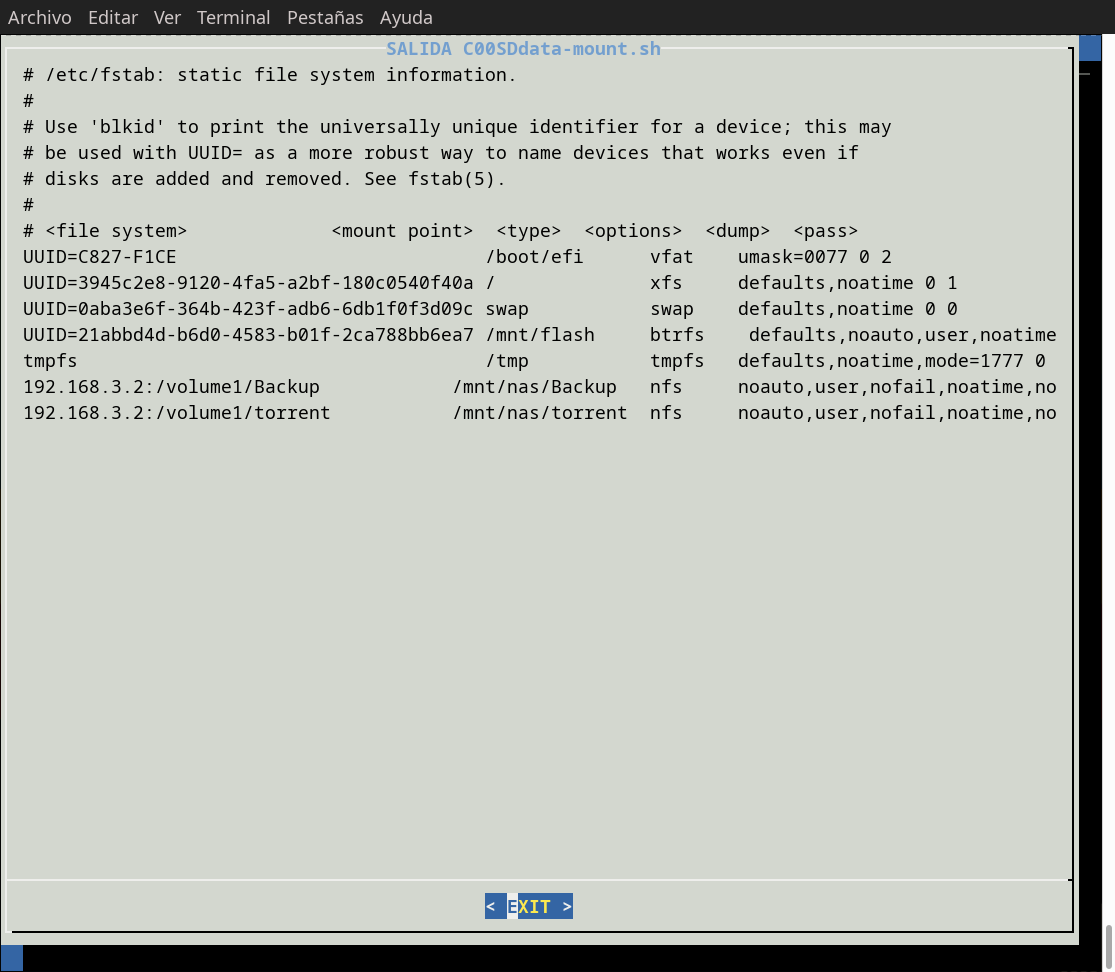 Archivo Editar Ver Terminal Pestañas Ayuda
SALIDA C00SDdata-mount.sh
# /etc/fstab: static file system information.
#
# Use 'blkid' to print the universally unique identifier for a device; this may
# be used with UUID= as a more robust way to name devices that works even if
# disks are added and removed. See fstab(5).
#
# <file system>             <mount point>  <type>  <options>  <dump>  <pass>
UUID=C827-F1CE                            /boot/efi      vfat    umask=0077 0 2
UUID=3945c2e8-9120-4fa5-a2bf-180c0540f40a /              xfs     defaults,noatime 0 1
UUID=0aba3e6f-364b-423f-adb6-6db1f0f3d09c swap           swap    defaults,noatime 0 0
UUID=21abbd4d-b6d0-4583-b01f-2ca788bb6ea7 /mnt/flash     btrfs    defaults,noauto,user,noatime
tmpfs                                     /tmp           tmpfs   defaults,noatime,mode=1777 0
192.168.3.2:/volume1/Backup            /mnt/nas/Backup   nfs     noauto,user,nofail,noatime,no
192.168.3.2:/volume1/torrent           /mnt/nas/torrent  nfs     noauto,user,nofail,noatime,no
< EXIT >